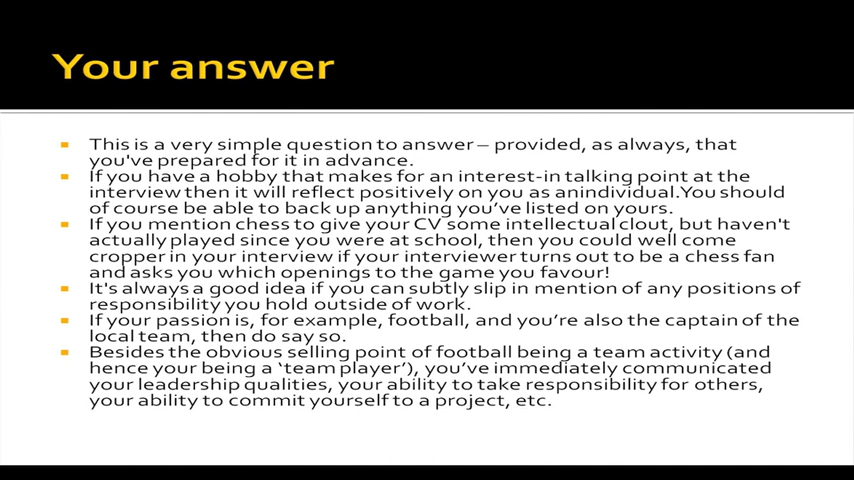 Your answer
This is a very simple question to answer – provided, as always, that
you've prepared for it in advance.
If you have a hobby that makes for an interest-in talking point at the
interview then it will reflect positively on you as anindividual.You should
of course be able to back up anything you’ve listed on yours.
If you mention chess to give your CV some intellectual clout, but haven't
actually played since you were at school, then you could well come
cropper in your interview if your interviewer turns out to be a chess fan
and asks you which openings to the game you favour!
It's always a good idea if you can subtly slip in mention of any positions of
responsibility you hold outside of work.
If your passion is, for example, football, and you’re also the captain of the
local team, then do say so.
Besides the obvious selling point of football being a team activity (and
hence your being a ‘team player’), you’ve immediately communicated
your leadership qualities, your ability to take responsibility for others,
your ability to commit yourself to a project, etc.